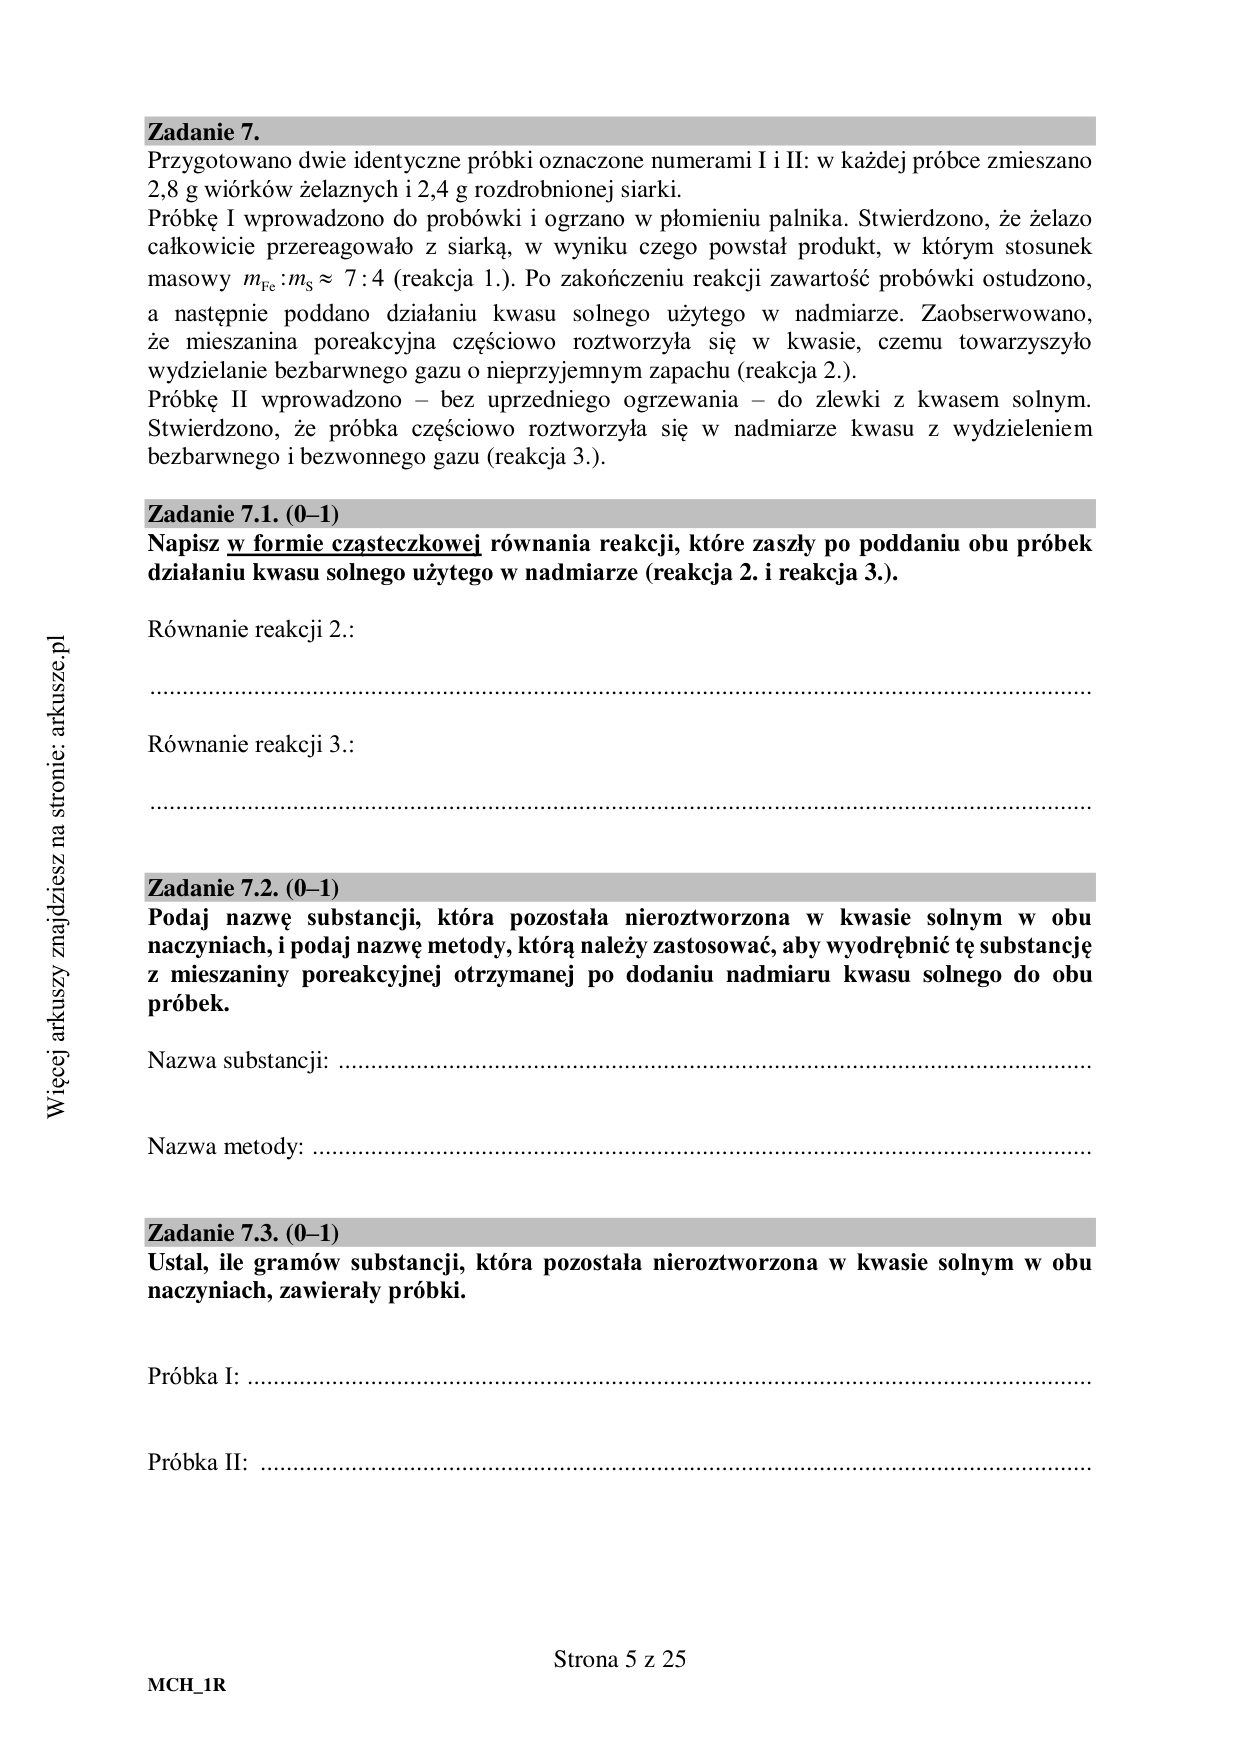 Zadanie 7.
Przygotowano dwie identyczne próbki oznaczone numerami I i II: w każdej próbce zmieszano
2,8 g wiórków żelaznych i 2,4 g rozdrobnionej siarki.
Próbkę I wprowadzono do probówki i ogrzano w płomieniu palnika. Stwierdzono, że żelazo
całkowicie przereagowało z siarką, w wyniku czego powstał produkt, w którym stosunek
masowy m_Fe : m_S ≈ 7 : 4 (reakcja 1.). Po zakończeniu reakcji zawartość probówki ostudzono,
a następnie poddano działaniu kwasu solnego użytego w nadmiarze. Zaobserwowano,
że mieszanina poreakcyjna częściowo roztworzyła się w kwasie, czemu towarzyszyło
wydzielanie bezbarwnego gazu o nieprzyjemnym zapachu (reakcja 2.).
Próbkę II wprowadzono – bez uprzedniego ogrzewania – do zlewki z kwasem solnym.
Stwierdzono, że próbka częściowo roztworzyła się w nadmiarze kwasu z wydzieleniem
bezbarwnego i bezwonnego gazu (reakcja 3.).
Zadanie 7.1. (0–1)
Napisz w formie cząsteczkowej równania reakcji, które zaszły po poddaniu obu próbek
działaniu kwasu solnego użytego w nadmiarze (reakcja 2. i reakcja 3.).
Równanie reakcji 2.:
Równanie reakcji 3.:
Zadanie 7.2. (0–1)
Podaj nazwę substancji, która pozostała nieroztworzona w kwasie solnym w obu
naczyniach, i podaj nazwę metody, którą należy zastosować, aby wyodrębnić tę substancję
z mieszaniny poreakcyjnej otrzymanej po dodaniu nadmiaru kwasu solnego do obu
próbek.
Nazwa substancji: ....................
Nazwa metody: ....................
Zadanie 7.3. (0–1)
Ustal, ile gramów substancji, która pozostała nieroztworzona w kwasie solnym w obu
naczyniach, zawierały próbki.
Próbka I: ....................
Próbka II: ....................
Strona 5 z 25
MCH_1R
Więcej arkuszy znajdziesz na stronie: arkusze.pl